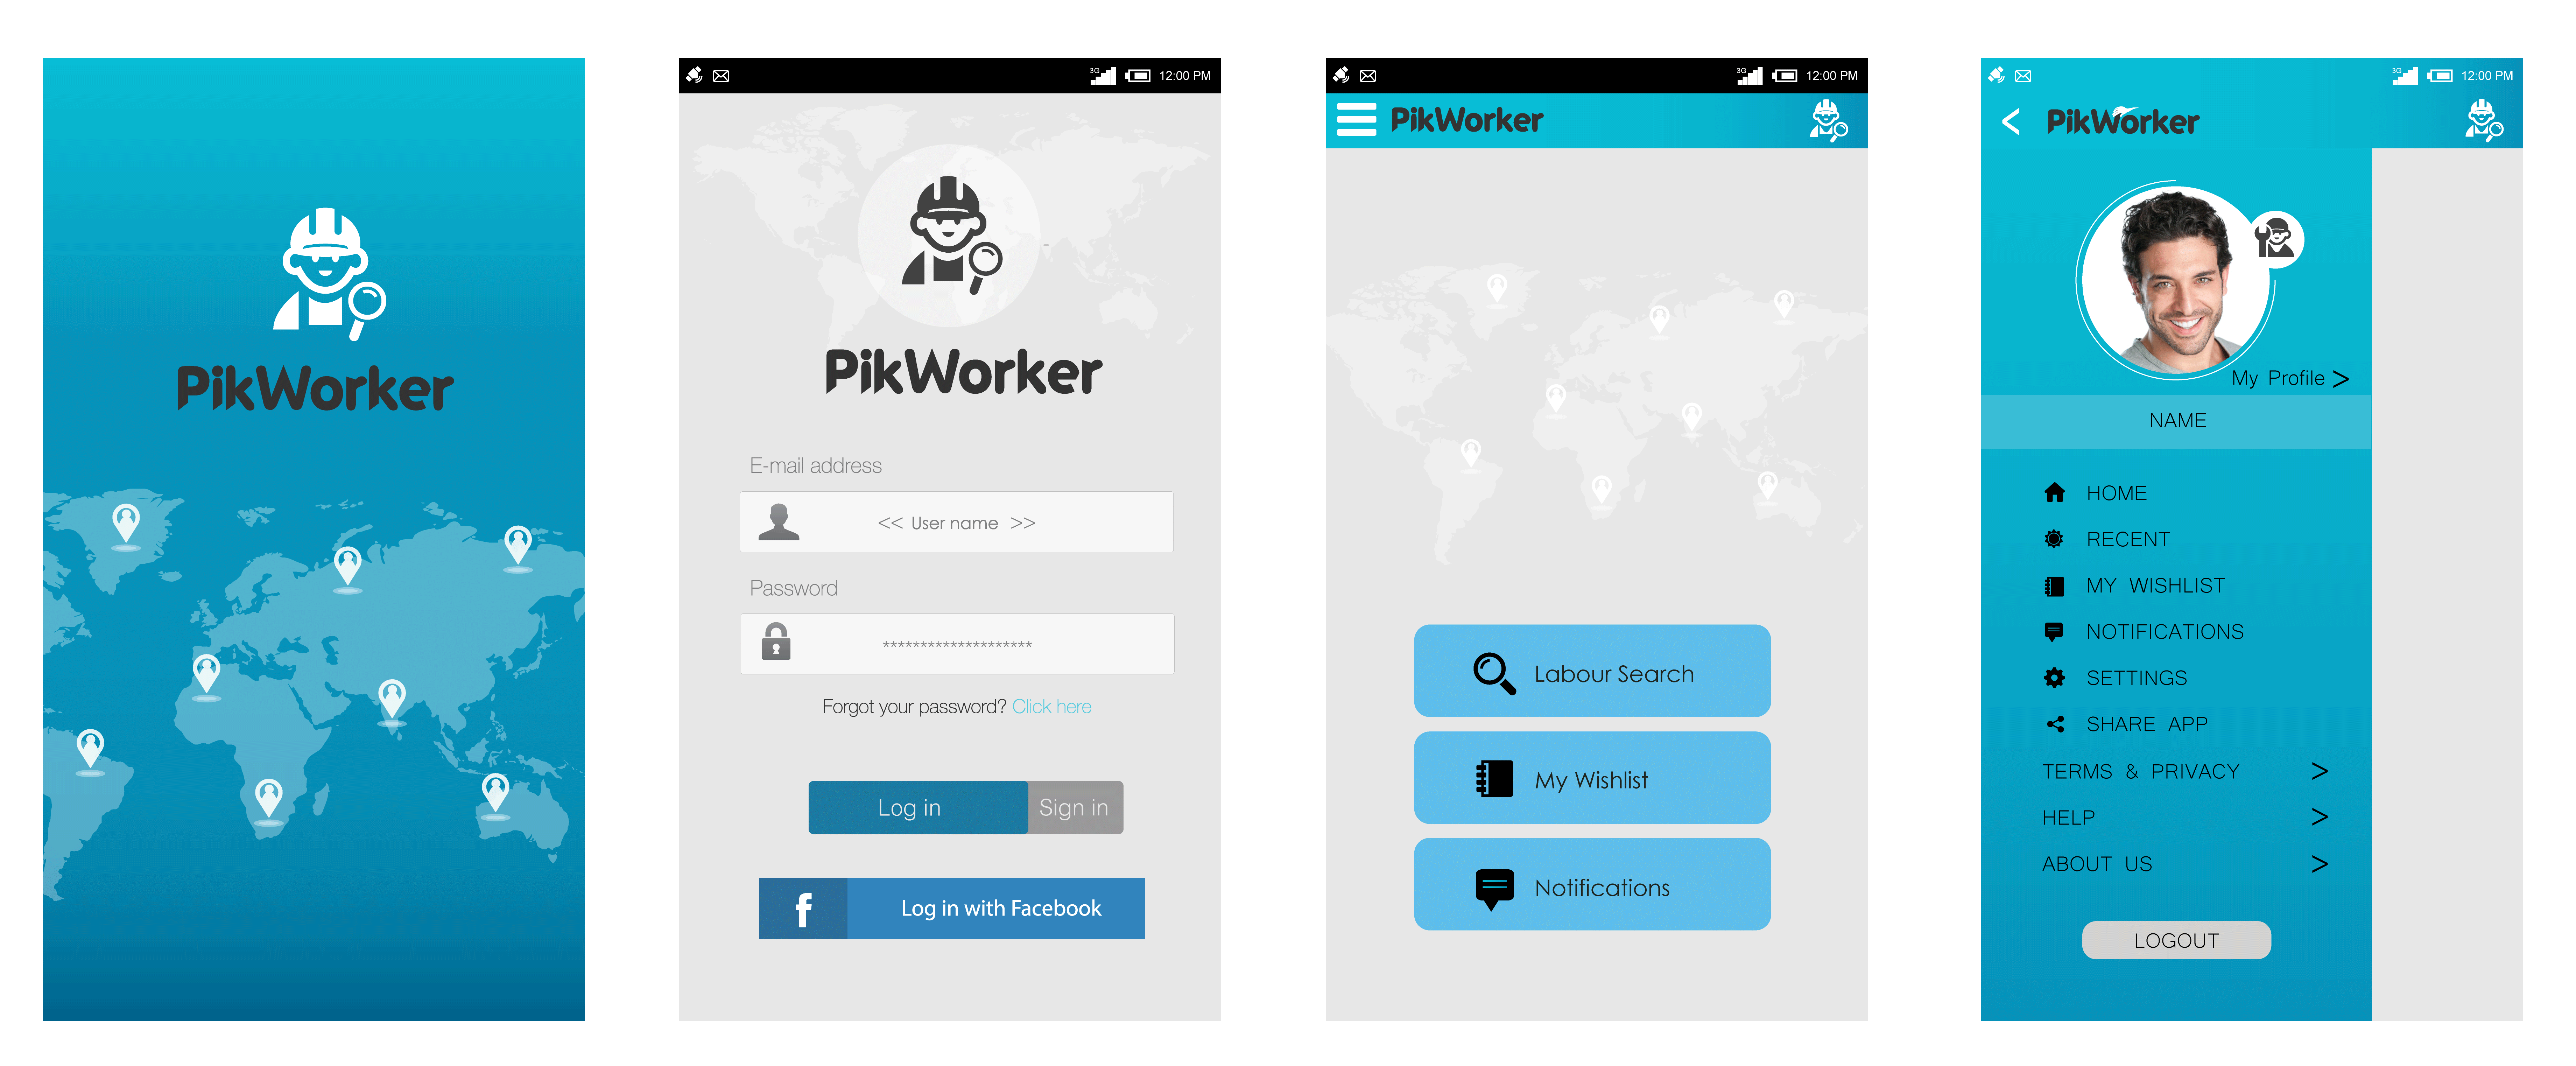 PikWorker
3G 12:00 PM
PikWorker
E-mail address
<< User name >>
Password
********************
Forgot your password? Click here
Log in Sign in
f Log in with Facebook
3G 12:00 PM
PikWorker
Labour Search
My Wishlist
Notifications
3G 12:00 PM
< PikWorker
My Profile >
NAME
HOME
RECENT
MY WISHLIST
NOTIFICATIONS
SETTINGS
SHARE APP
TERMS & PRIVACY >
HELP >
ABOUT US >
LOGOUT